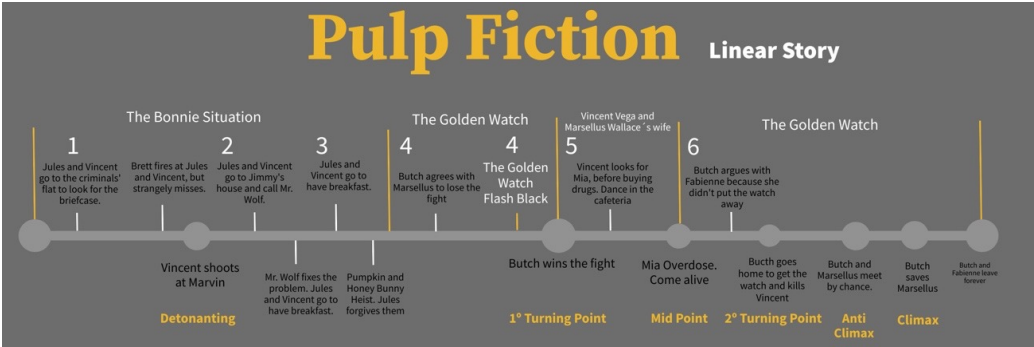 Pulp Fiction
Linear Story
The Bonnie Situation
1
Jules and Vincent
go to the criminals'
flat to look for the
briefcase.
Brett fires at Jules
and Vincent, but
strangely misses.
2
Jules and Vincent
go to Jimmy's
house and call Mr.
Wolf.
3
Jules and
Vincent go to
have breakfast.
The Golden Watch
4
Butch agrees with
Marsellus to lose the
fight
4
The Golden
Watch
Flash Black
Vincent Vega and
Marsellus Wallace´s wife
5
Vincent looks for
Mia, before buying
drugs. Dance in the
cafeteria
The Golden Watch
6
Butch argues with
Fabienne because she
didn't put the watch
away
Vincent shoots
at Marvin
Detonanting
Mr. Wolf fixes the
problem. Jules
and Vincent go to
have breakfast.
Pumpkin and
Honey Bunny
Heist. Jules
forgives them
Butch wins the fight
1º Turning Point
Mia Overdose.
Come alive
Mid Point
Bucth goes
home to get the
watch and kills
Vincent
2º Turning Point
Butch and
Marsellus meet
by chance.
Anti
Climax
Butch
saves
Marsellus
Climax
Butch and
Fabienne leave
forever